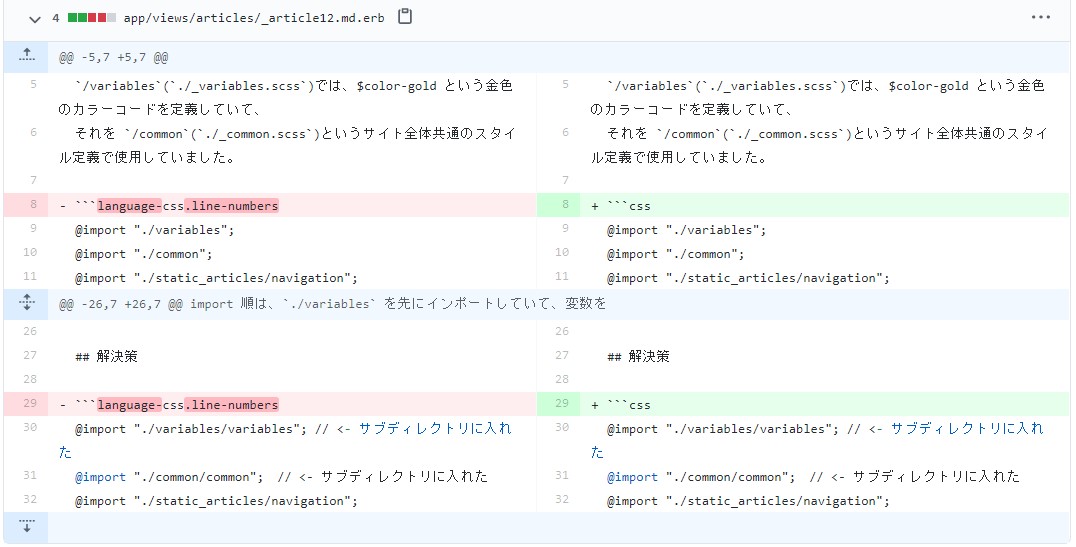 4 app/views/articles/_article12.md.erb
@@ -5,7 +5,7 @@
5 `/variables`(`./_variables.scss`)では、$color-gold という金色 5 `/variables`(`./_variables.scss`)では、$color-gold という金色
のカラーコードを定義していて、 のカラーコードを定義していて、
6 それを `/common`(`./_common.scss`)というサイト全体共通のスタイ 6 それを `/common`(`./_common.scss`)というサイト全体共通のスタイ
ル定義で使用していました。 ル定義で使用していました。
7 7
8 - ```language-css.line-numbers 8 + ```css
9 @import "./variables"; 9 @import "./variables";
10 @import "./common"; 10 @import "./common";
11 @import "./static_articles/navigation"; 11 @import "./static_articles/navigation";
@@ -26,7 +26,7 @@ import 順は、`./variables` を先にインポートしていて、変数を
26 26
27 ## 解決策 27 ## 解決策
28 28
29 - ```language-css.line-numbers 29 + ```css
30 @import "./variables/variables"; // <- サブディレクトリに入れ 30 @import "./variables/variables"; // <- サブディレクトリに入れ
た た
31 @import "./common/common"; // <- サブディレクトリに入れた 31 @import "./common/common"; // <- サブディレクトリに入れた
32 @import "./static_articles/navigation"; 32 @import "./static_articles/navigation";